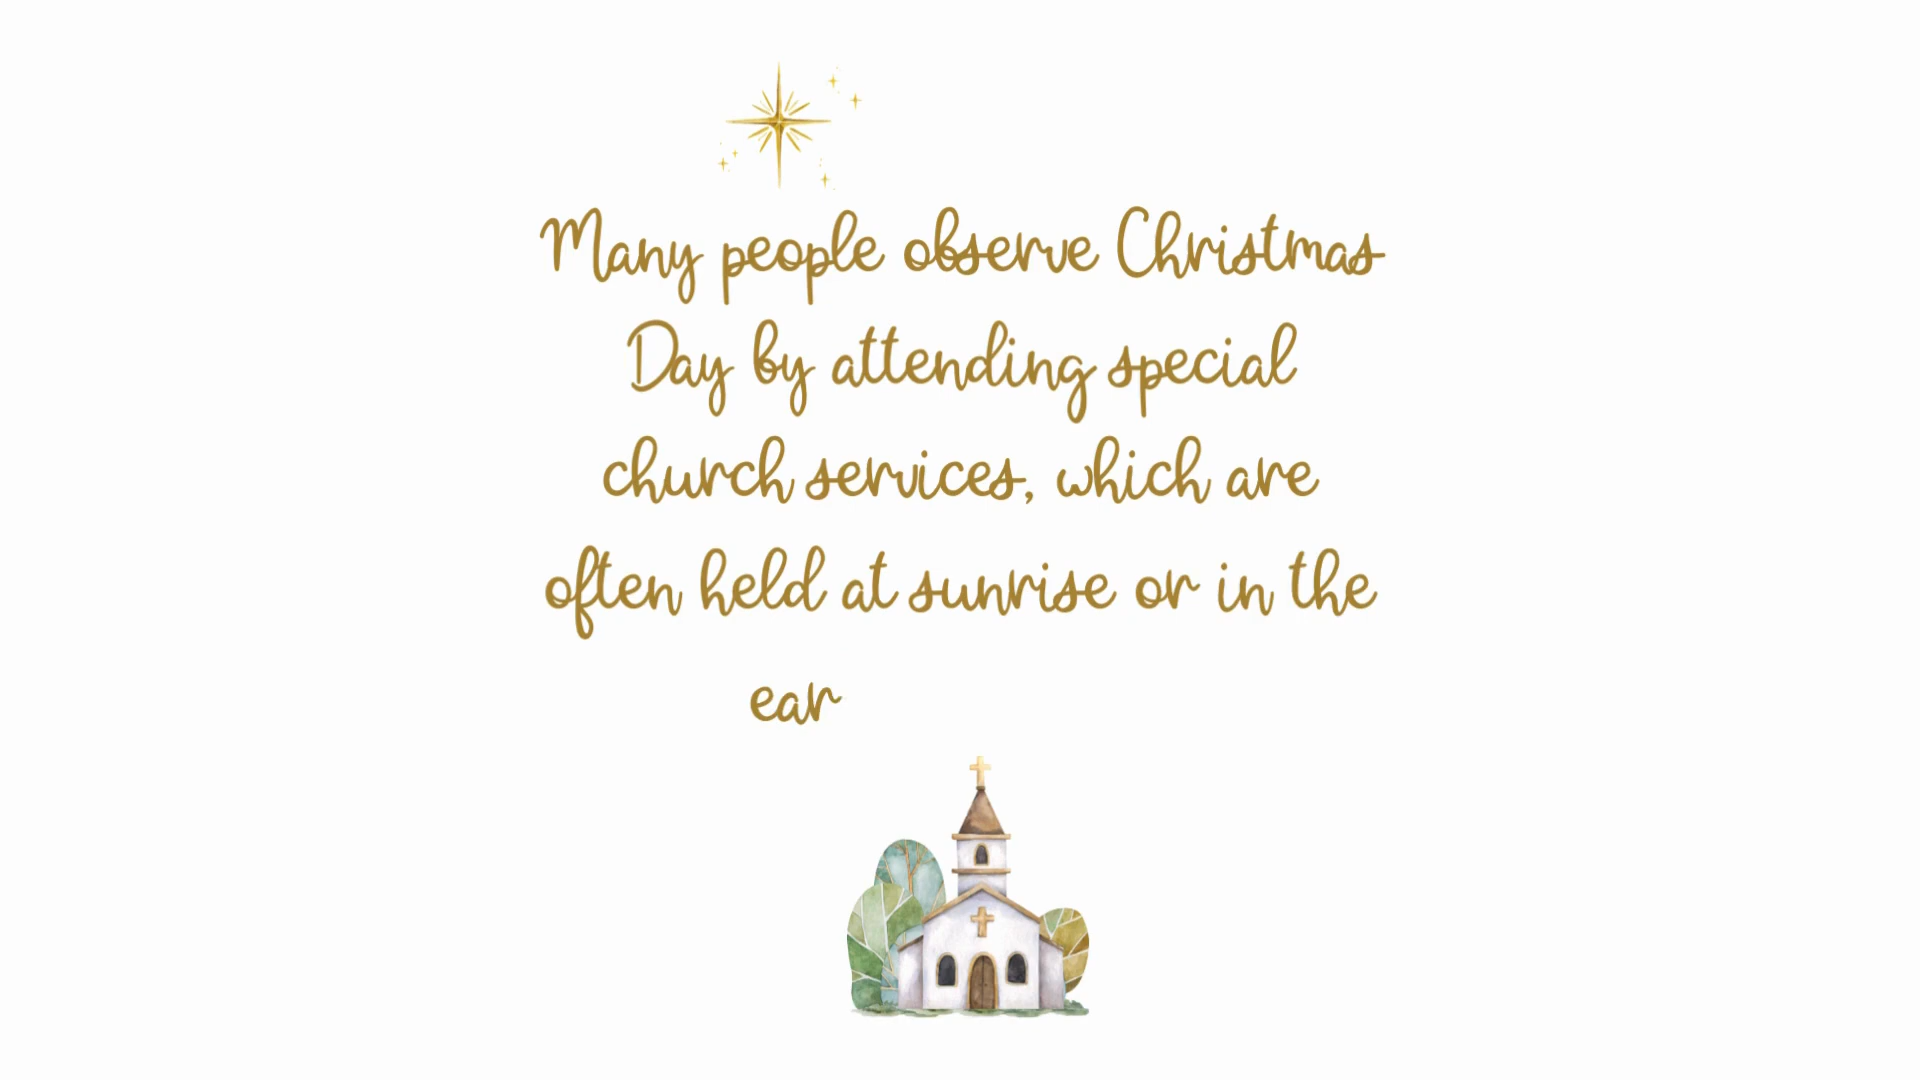 Many people observe Christmas
Day by attending special
church services, which are
often held at sunrise or in the
ear